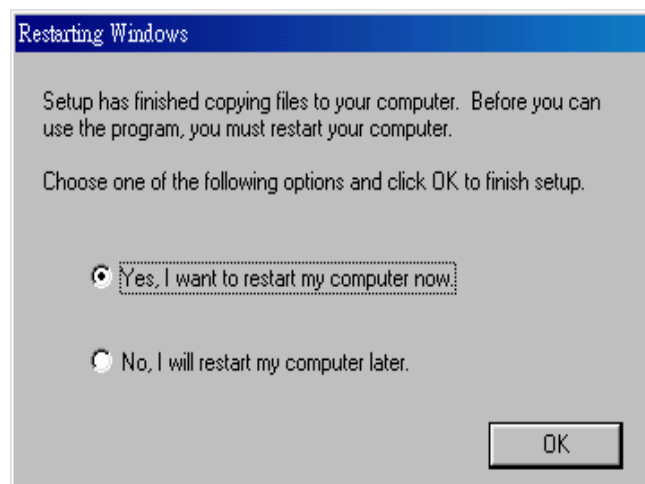 Restarting Windows
Setup has finished copying files to your computer. Before you can
use the program, you must restart your computer.
Choose one of the following options and click OK to finish setup.
Yes, I want to restart my computer now.
No, I will restart my computer later.
OK